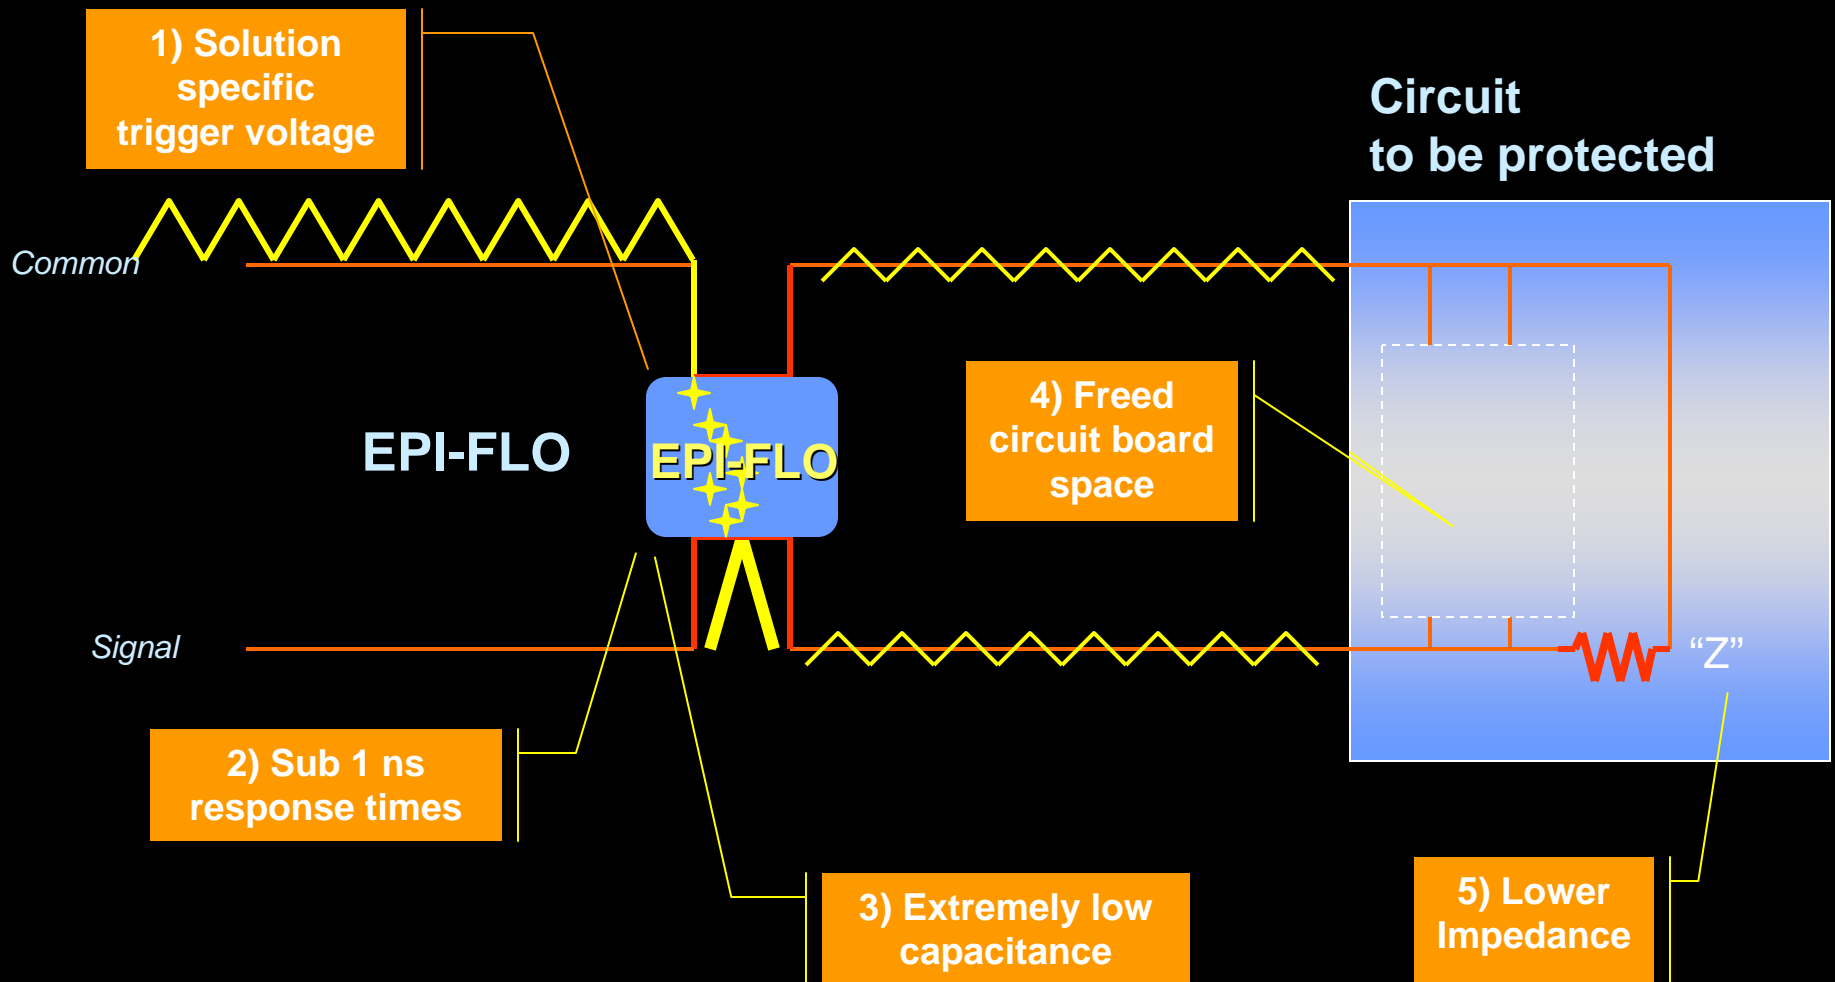 1) Solution
specific
trigger voltage
Circuit
to be protected
Common
EPI-FLO
EPI-FLO
4) Freed
circuit board
space
Signal
“Z”
2) Sub 1 ns
response times
3) Extremely low
capacitance
5) Lower
Impedance